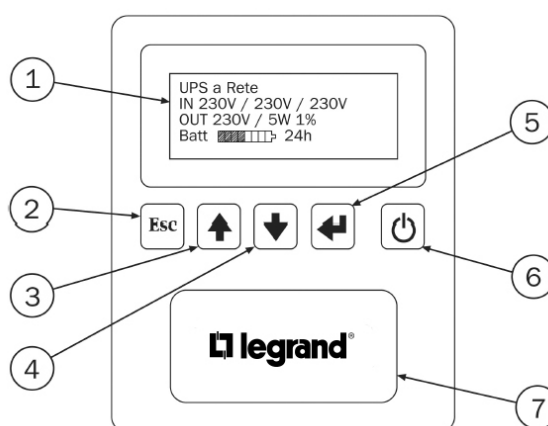 UPS a Rete
IN 230V / 230V / 230V
OUT 230V / 5W 1%
Batt 24h
1
5
2
Esc
3
6
4
legrand®
7